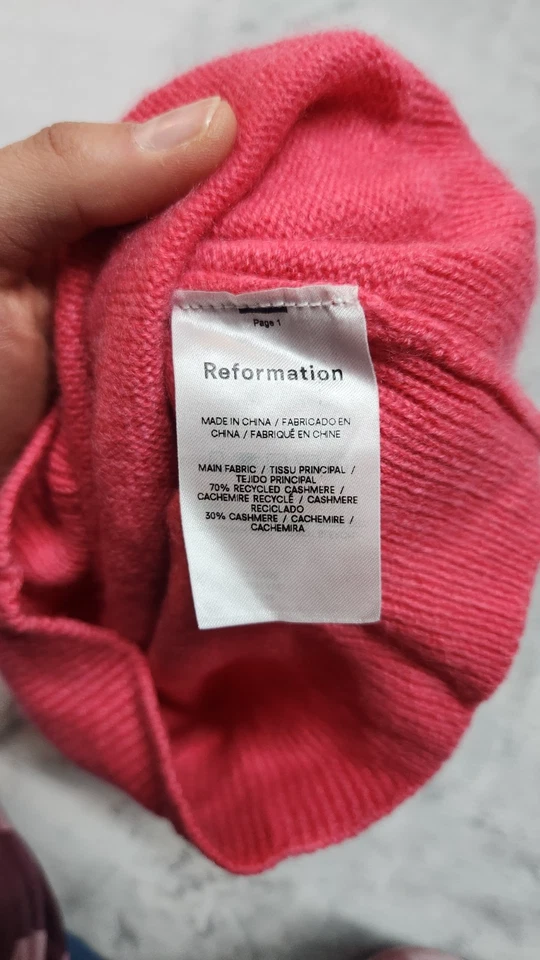 Page 1
Reformation
MADE IN CHINA / FABRICADO EN
CHINA / FABRIQUÉ EN CHINE
MAIN FABRIC / TISSU PRINCIPAL /
TEJIDO PRINCIPAL
70% RECYCLED CASHMERE /
CACHEMIRE RECYCLÉ / CASHMERE
RECICLADO
30% CASHMERE / CACHEMIRE /
CACHEMIRA